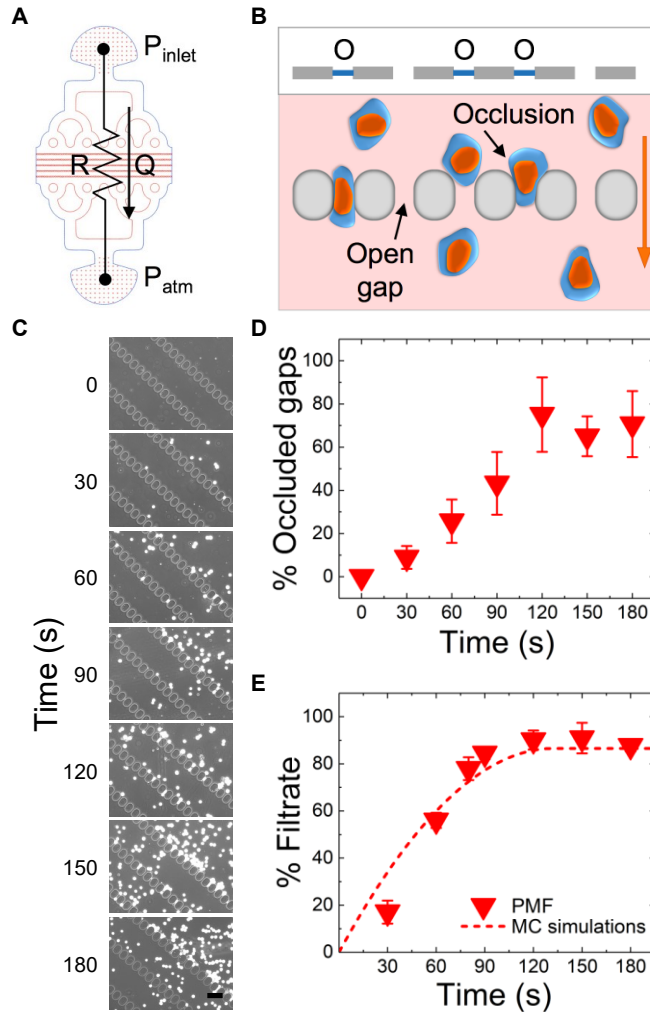 A
P_inlet
R
Q
P_atm
B
O
O
O
Occlusion
Open
gap
C
0
30
60
90
120
150
180
Time (s)
D
100
80
60
40
20
0
% Occluded gaps
0 30 60 90 120 150 180
Time (s)
E
100
80
60
40
20
0
% Filtrate
PMF
MC simulations
30 60 90 120 150 180
Time (s)